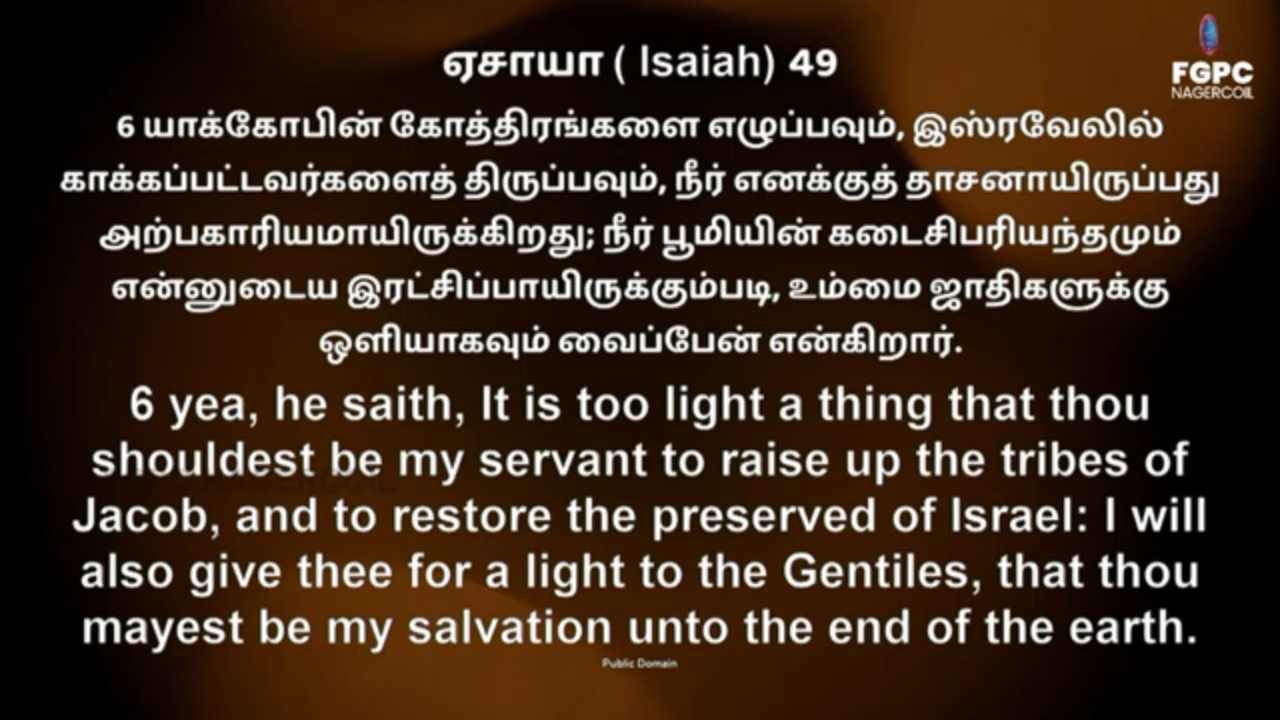 ஏசாயா ( Isaiah) 49
FGPC
NAGERCOIL
6 யாக்கோபின் கோத்திரங்களை எழுப்பவும், இஸ்ரவேலில்
காக்கப்பட்டவர்களைத் திருப்பவும், நீர் எனக்குத் தாசனாயிருப்பது
அற்பகாரியமாயிருக்கிறது; நீர் பூமியின் கடைசிபரியந்தமும்
என்னுடைய இரட்சிப்பாயிருக்கும்படி, உம்மை ஜாதிகளுக்கு
ஒளியாகவும் வைப்பேன் என்கிறார்.
6 yea, he saith, It is too light a thing that thou
shouldest be my servant to raise up the tribes of
Jacob, and to restore the preserved of Israel: I will
also give thee for a light to the Gentiles, that thou
mayest be my salvation unto the end of the earth.
Public Domain